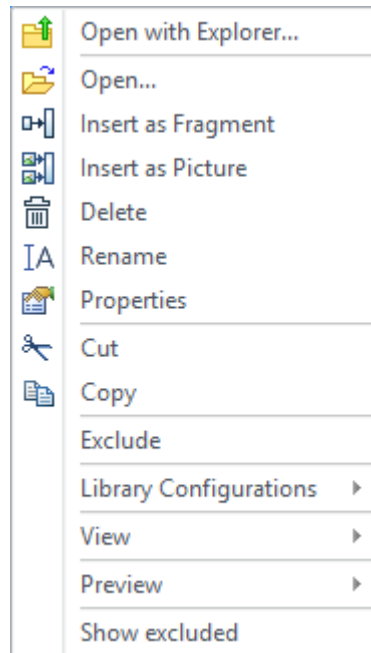 Open with Explorer...
Open...
Insert as Fragment
Insert as Picture
Delete
Rename
Properties
Cut
Copy
Exclude
Library Configurations
View
Preview
Show excluded